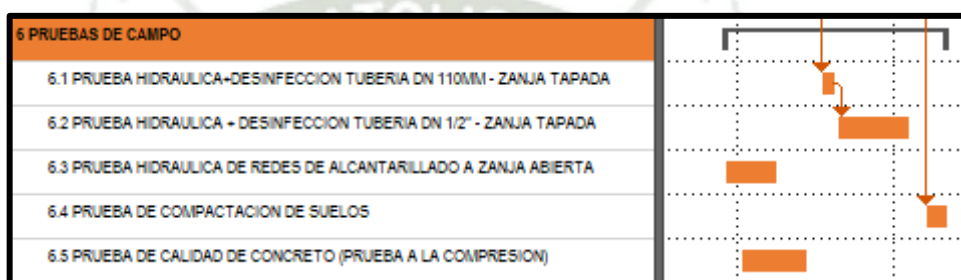 6 PRUEBAS DE CAMPO
6.1 PRUEBA HIDRAULICA+DESINFECCION TUBERIA DN 110MM - ZANJA TAPADA
6.2 PRUEBA HIDRAULICA + DESINFECCION TUBERIA DN 1/2" - ZANJA TAPADA
6.3 PRUEBA HIDRAULICA DE REDES DE ALCANTARILLADO A ZANJA ABIERTA
6.4 PRUEBA DE COMPACTACION DE SUELOS
6.5 PRUEBA DE CALIDAD DE CONCRETO (PRUEBA A LA COMPRESION)